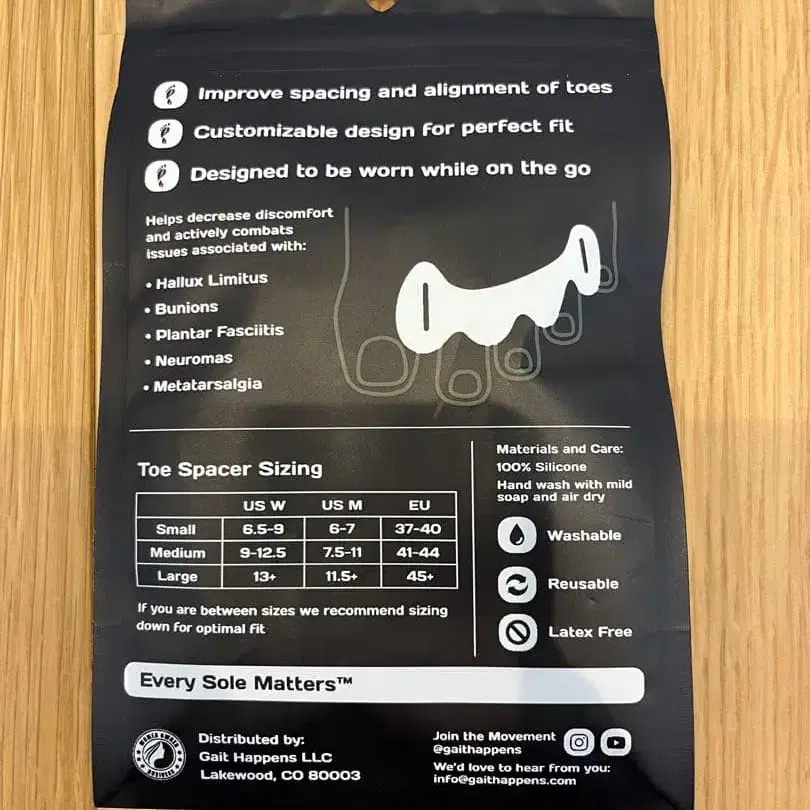 Improve spacing and alignment of toes
Customizable design for perfect fit
Designed to be worn while on the go
Helps decrease discomfort
and actively combats
issues associated with:
• Hallux Limitus
• Bunions
• Plantar Fasciitis
• Neuromas
• Metatarsalgia
Toe Spacer Sizing
US W US M EU
Small 6.5-9 6-7 37-40
Medium 9-12.5 7.5-11 41-44
Large 13+ 11.5+ 45+
If you are between sizes we recommend sizing
down for optimal fit
Materials and Care:
100% Silicone
Hand wash with mild
soap and air dry
Washable
Reusable
Latex Free
Every Sole Matters™
WOMEN OWNED
BUSINESS
Distributed by:
Gait Happens LLC
Lakewood, CO 80003
Join the Movement
@gaithappens
We'd love to hear from you:
info@gaithappens.com